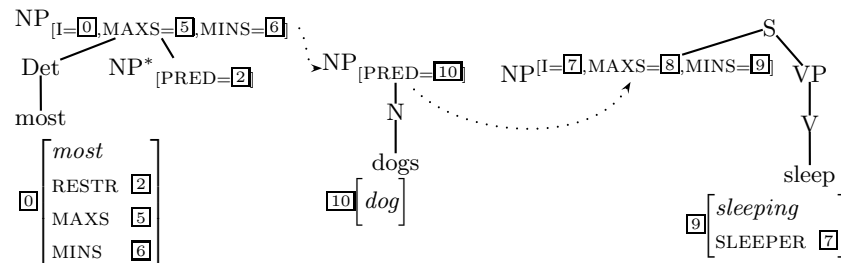 NP[I=0,MAXS=5,MINS=6]
S
Det NP*[PRED=2]
NP[PRED=10]
NP[I=7,MAXS=8,MINS=9]
VP
most
N
V
dogs
sleep
0 [most
RESTR 2
MAXS 5
MINS 6]
10 [dog]
9 [sleeping
SLEEPER 7]